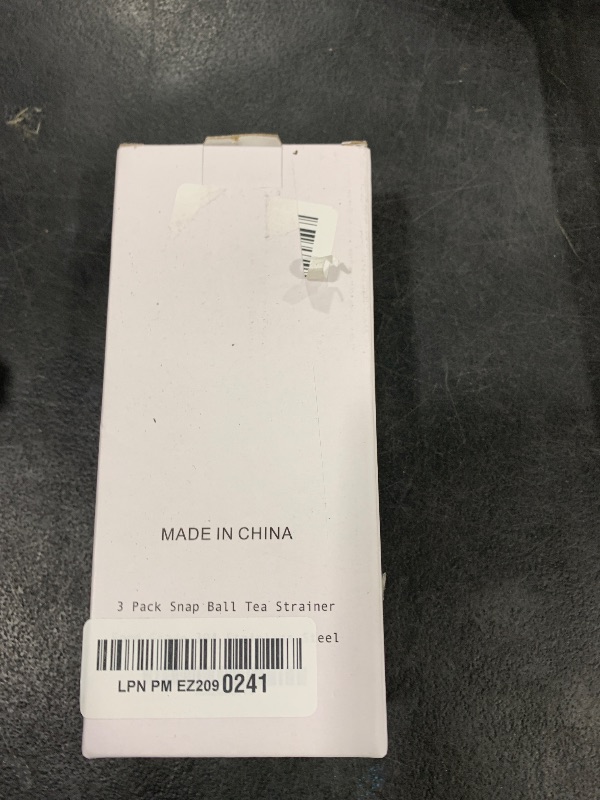 MADE IN CHINA
3 Pack Snap Ball Tea Strainer
eel
LPN PM EZ209 0241